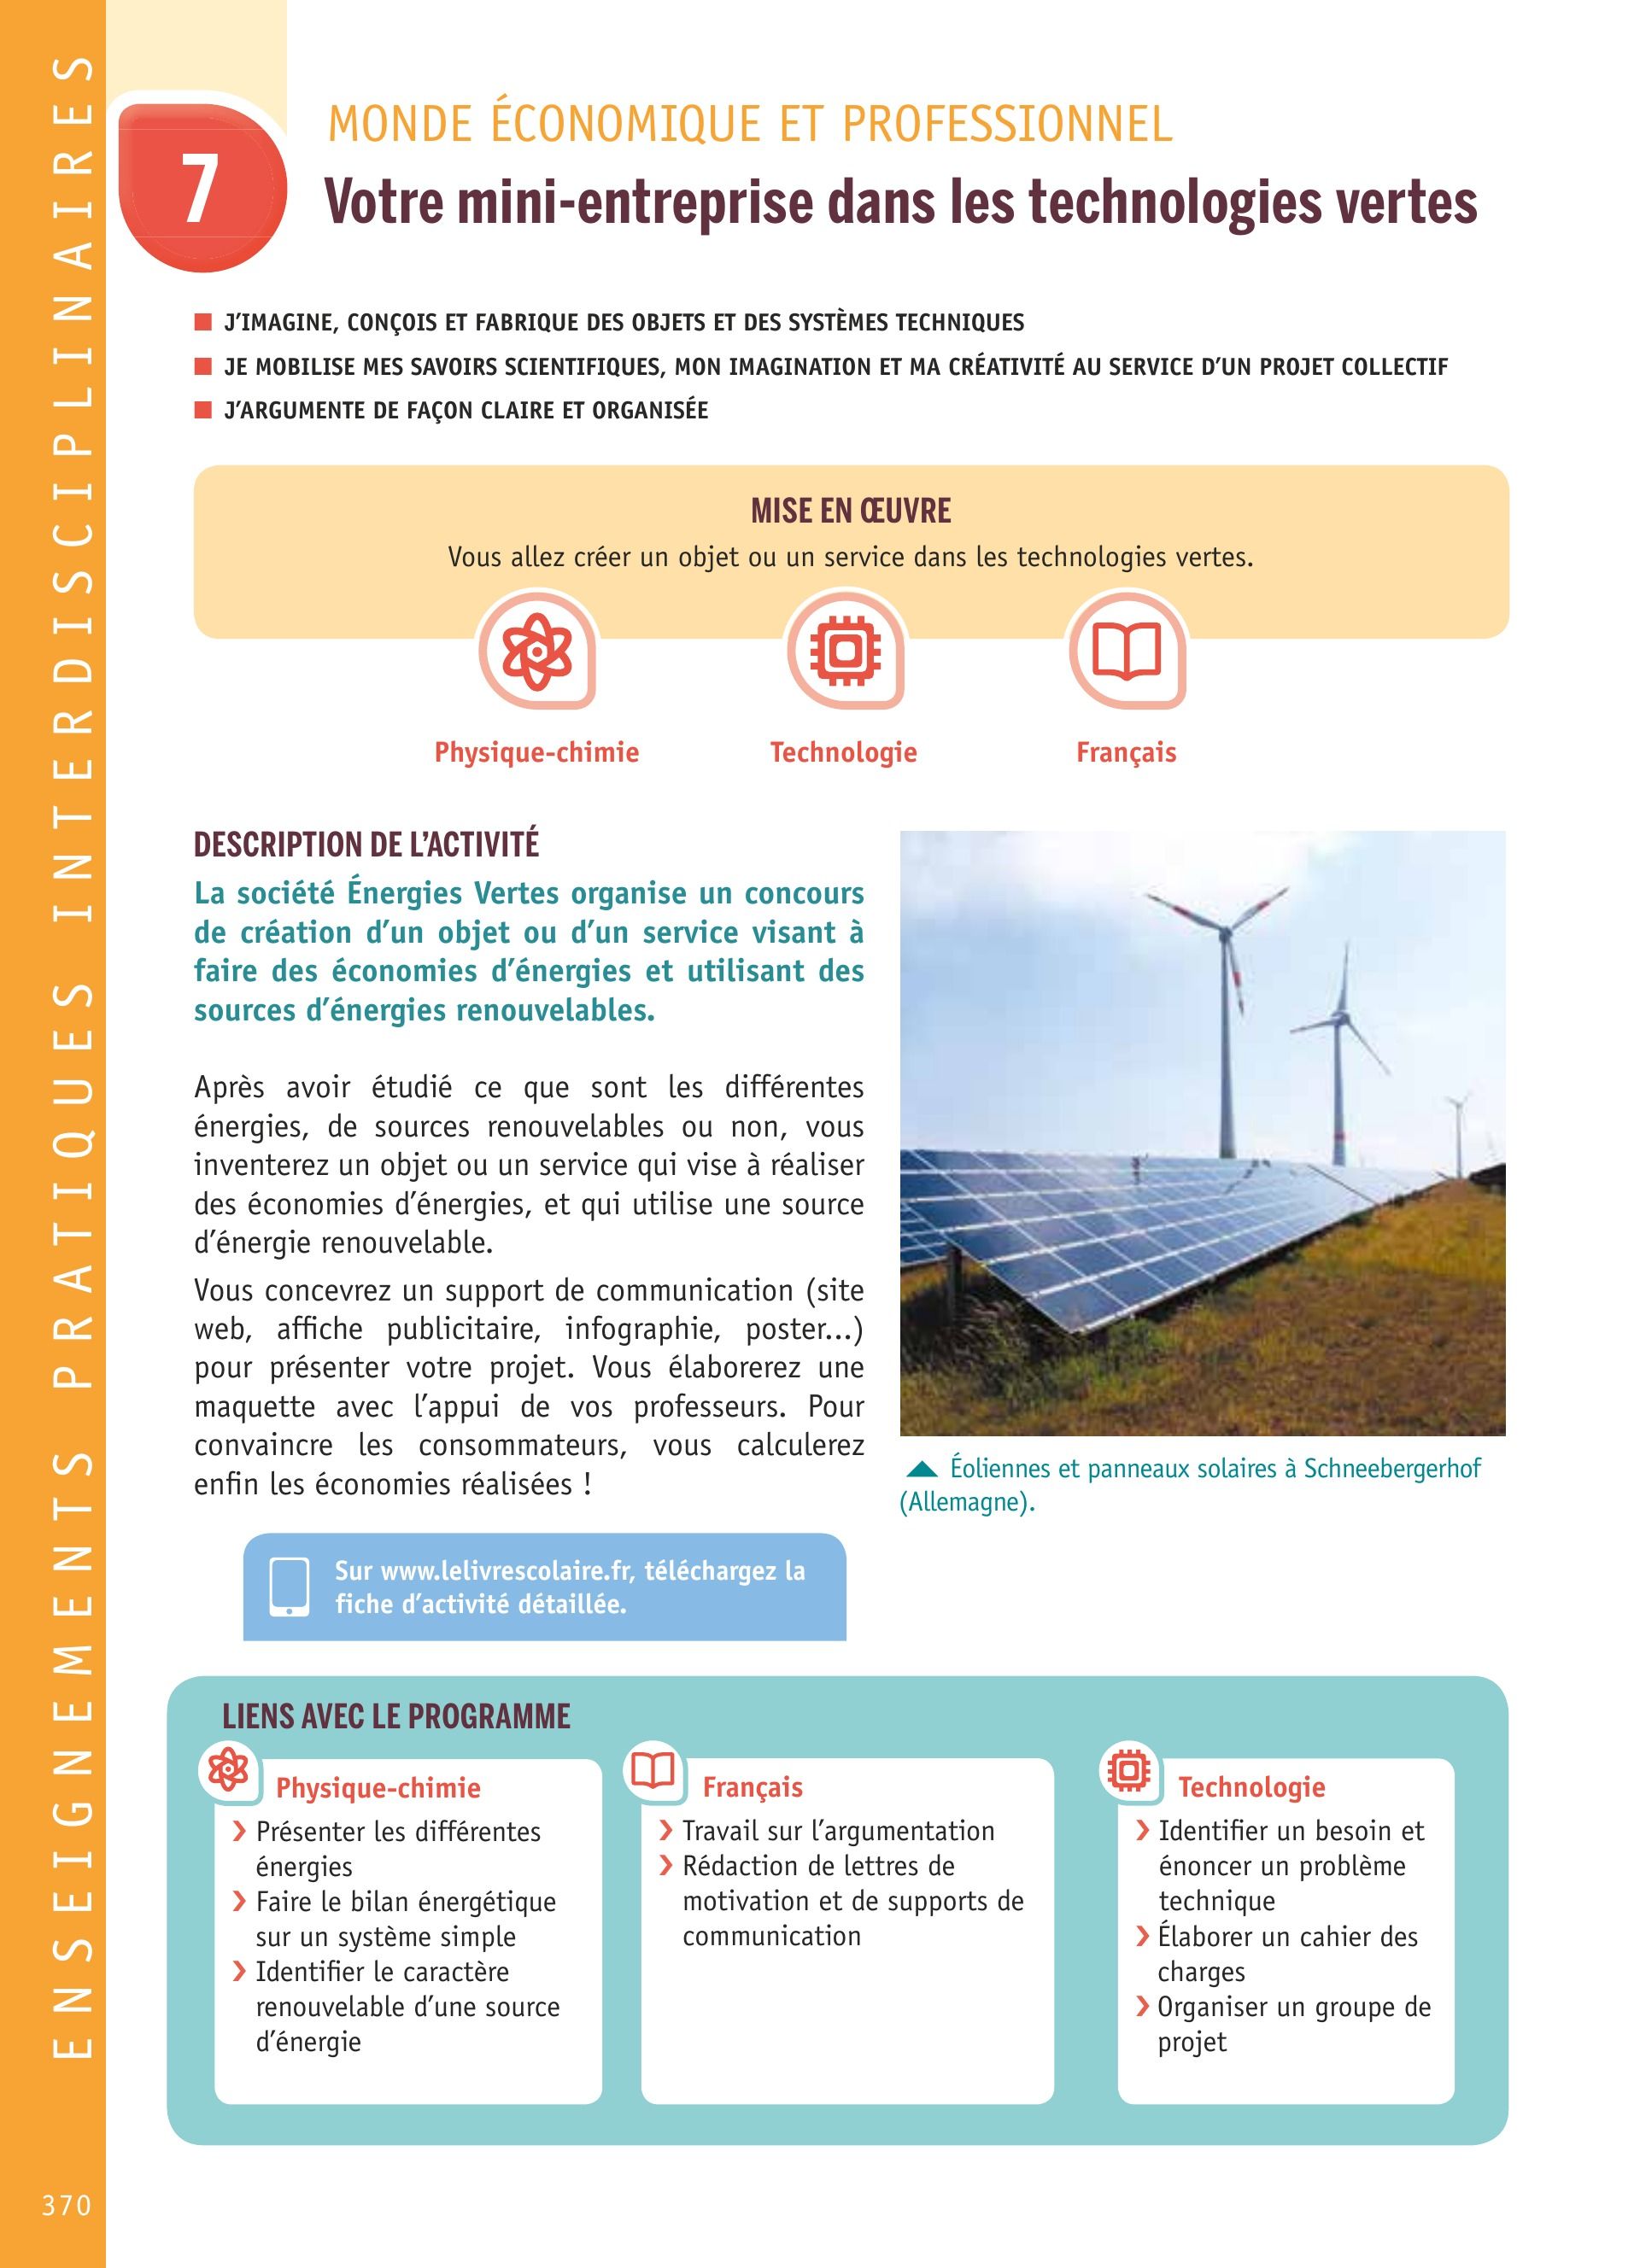 ENSEIGNEMENTS PRATIQUES INTERDISCIPLINAIRES
7
MONDE ÉCONOMIQUE ET PROFESSIONNEL
Votre mini-entreprise dans les technologies vertes
J’IMAGINE, CONÇOIS ET FABRIQUE DES OBJETS ET DES SYSTÈMES TECHNIQUES
JE MOBILISE MES SAVOIRS SCIENTIFIQUES, MON IMAGINATION ET MA CRÉATIVITÉ AU SERVICE D’UN PROJET COLLECTIF
J’ARGUMENTE DE FAÇON CLAIRE ET ORGANISÉE
MISE EN ŒUVRE
Vous allez créer un objet ou un service dans les technologies vertes.
Physique-chimie
Technologie
Français
DESCRIPTION DE L’ACTIVITÉ
La société Énergies Vertes organise un concours
de création d’un objet ou d’un service visant à
faire des économies d’énergies et utilisant des
sources d’énergies renouvelables.
Après avoir étudié ce que sont les différentes
énergies, de sources renouvelables ou non, vous
inventerez un objet ou un service qui vise à réaliser
des économies d’énergies, et qui utilise une source
d’énergie renouvelable.
Vous concevrez un support de communication (site
web, affiche publicitaire, infographie, poster…)
pour présenter votre projet. Vous élaborerez une
maquette avec l’appui de vos professeurs. Pour
convaincre les consommateurs, vous calculerez
enfin les économies réalisées !
Éoliennes et panneaux solaires à Schneebergerhof
(Allemagne).
Sur www.lelivrescolaire.fr, téléchargez la
fiche d’activité détaillée.
LIENS AVEC LE PROGRAMME
Physique-chimie
Présenter les différentes
énergies
Faire le bilan énergétique
sur un système simple
Identifier le caractère
renouvelable d’une source
d’énergie
Français
Travail sur l’argumentation
Rédaction de lettres de
motivation et de supports de
communication
Technologie
Identifier un besoin et
énoncer un problème
technique
Élaborer un cahier des
charges
Organiser un groupe de
projet
370